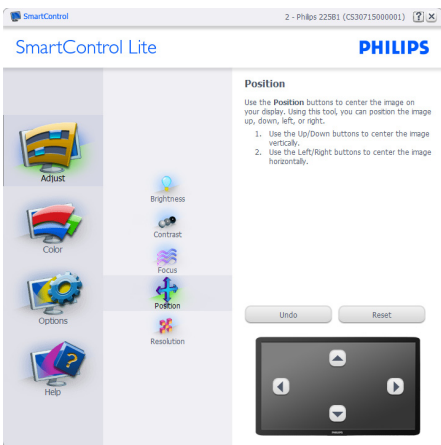 SmartControl
2 - Philips 225B1 (CS30715000001)
SmartControl Lite
PHILIPS
Position
Use the Position buttons to center the image on
your display. Using this tool, you can position the image
up, down, left, or right.
1. Use the Up/Down buttons to center the image
vertically.
2. Use the Left/Right buttons to center the image
horizontally.
Adjust
Color
Options
Help
Brightness
Contrast
Focus
Position
Resolution
Undo
Reset
PHILIPS